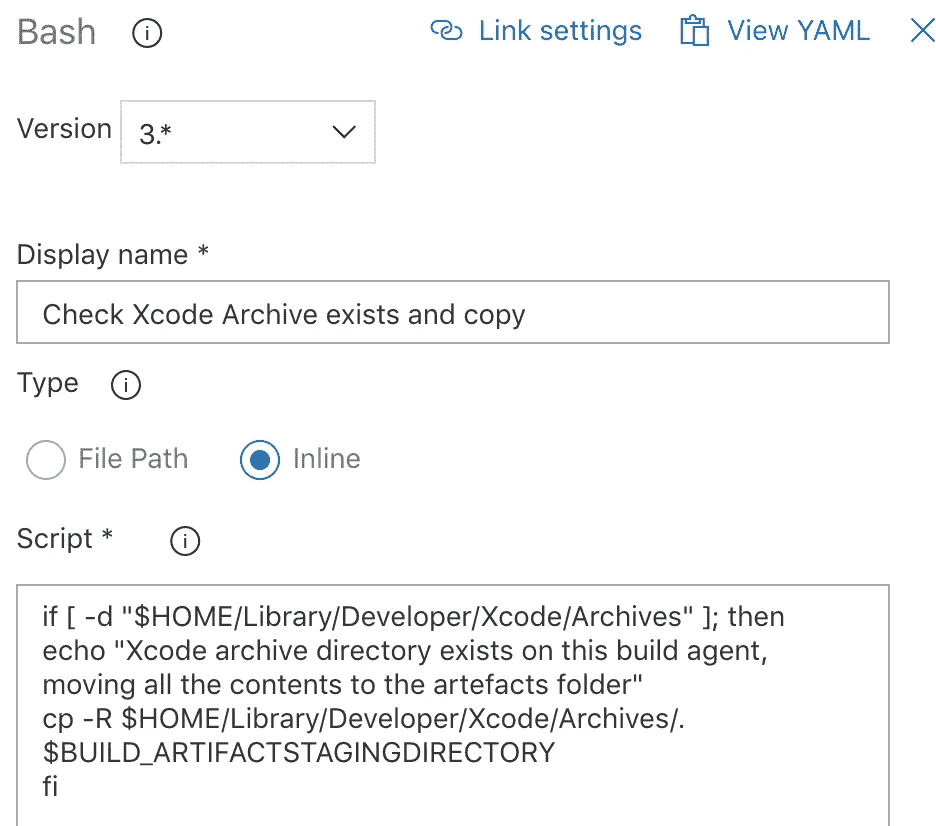 Bash Link settings View YAML
Version 3.*
Display name *
Check Xcode Archive exists and copy
Type
File Path Inline
Script *
if [ -d "$HOME/Library/Developer/Xcode/Archives" ]; then
echo "Xcode archive directory exists on this build agent,
moving all the contents to the artefacts folder"
cp -R $HOME/Library/Developer/Xcode/Archives/.
$BUILD_ARTIFACTSTAGINGDIRECTORY
fi